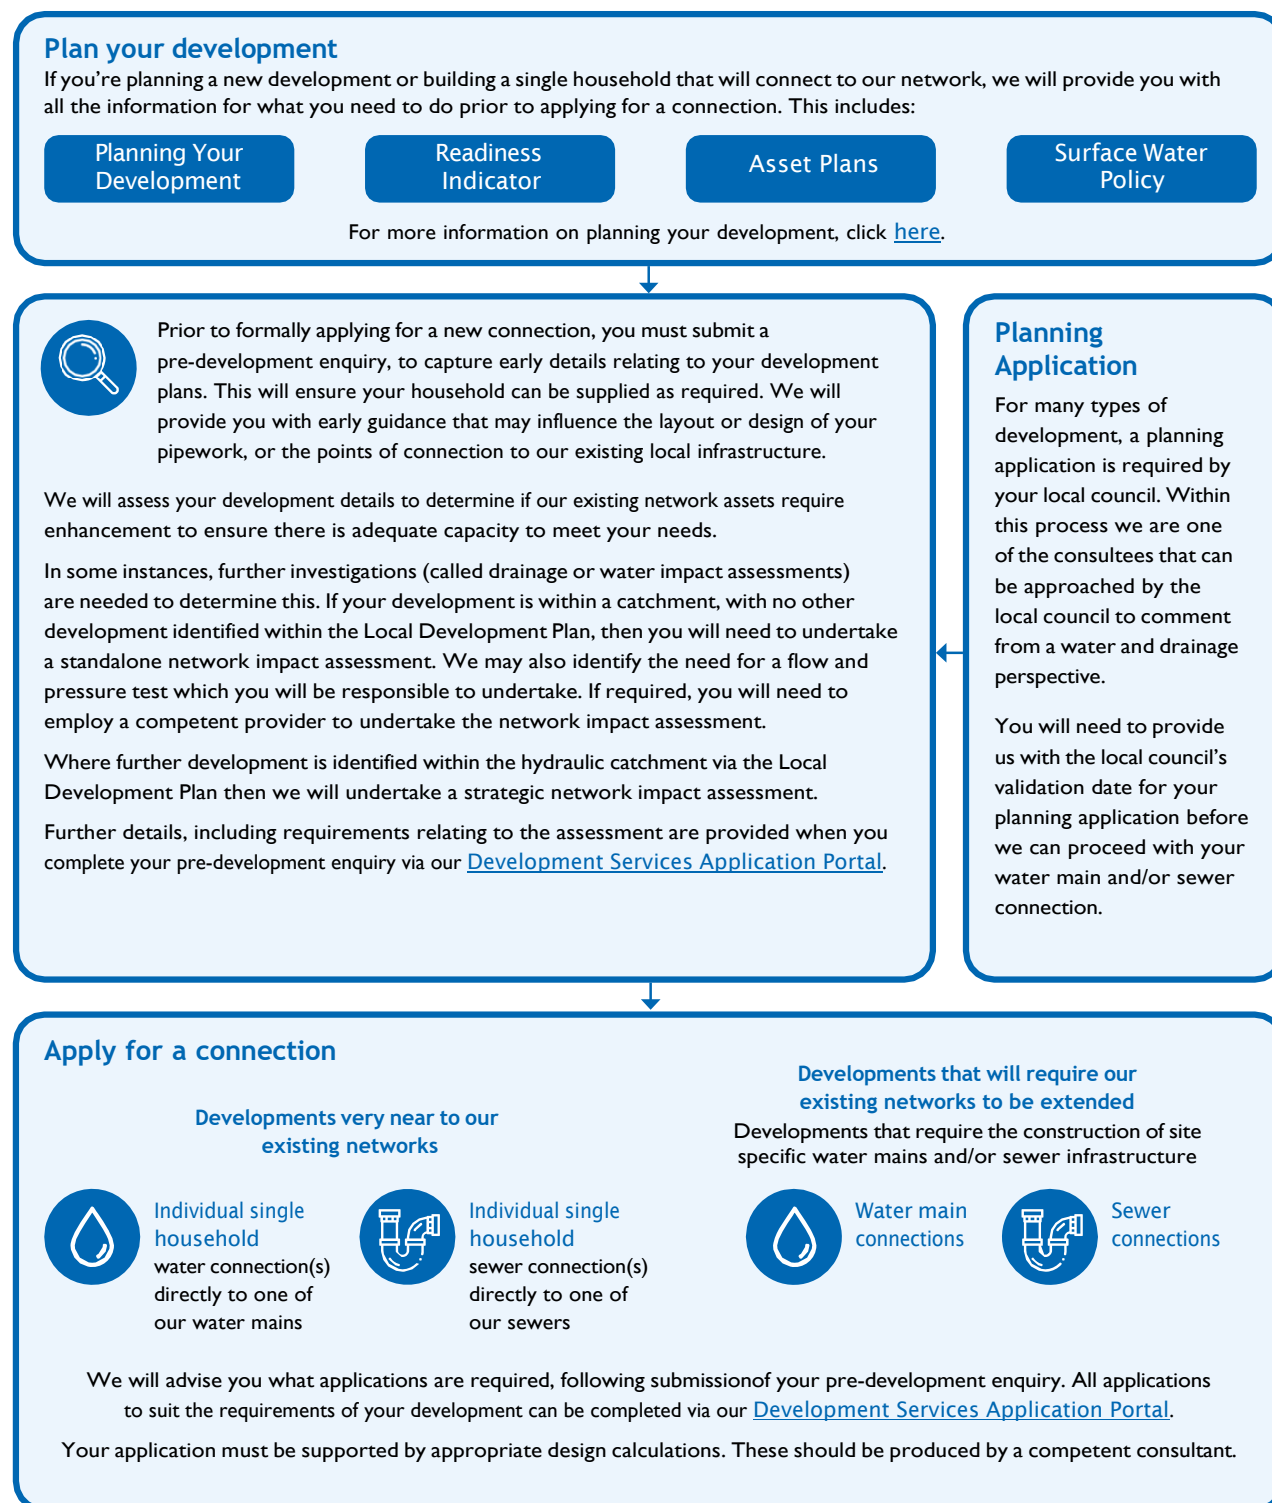 Plan your development
If you're planning a new development or building a single household that will connect to our network, we will provide you with
all the information for what you need to do prior to applying for a connection. This includes:
Planning Your
Development
Readiness
Indicator
Asset Plans
Surface Water
Policy
For more information on planning your development, click here.
Prior to formally applying for a new connection, you must submit a
pre-development enquiry, to capture early details relating to your development
plans. This will ensure your household can be supplied as required. We will
provide you with early guidance that may influence the layout or design of your
pipework, or the points of connection to our existing local infrastructure.
We will assess your development details to determine if our existing network assets require
enhancement to ensure there is adequate capacity to meet your needs.
In some instances, further investigations (called drainage or water impact assessments)
are needed to determine this. If your development is within a catchment, with no other
development identified within the Local Development Plan, then you will need to undertake
a standalone network impact assessment. We may also identify the need for a flow and
pressure test which you will be responsible to undertake. If required, you will need to
employ a competent provider to undertake the network impact assessment.
Where further development is identified within the hydraulic catchment via the Local
Development Plan then we will undertake a strategic network impact assessment.
Further details, including requirements relating to the assessment are provided when you
complete your pre-development enquiry via our Development Services Application Portal.
Planning
Application
For many types of
development, a planning
application is required by
your local council. Within
this process we are one
of the consultees that can
be approached by the
local council to comment
from a water and drainage
perspective.
You will need to provide
us with the local council's
validation date for your
planning application before
we can proceed with your
water main and/or sewer
connection.
Apply for a connection
Developments very near to our
existing networks
Individual single
household
water connection(s)
directly to one of
our water mains
Individual single
household
sewer connection(s)
directly to one of
our sewers
Developments that will require our
existing networks to be extended
Developments that require the construction of site
specific water mains and/or sewer infrastructure
Water main
connections
Sewer
connections
We will advise you what applications are required, following submissionof your pre-development enquiry. All applications
to suit the requirements of your development can be completed via our Development Services Application Portal.
Your application must be supported by appropriate design calculations. These should be produced by a competent consultant.